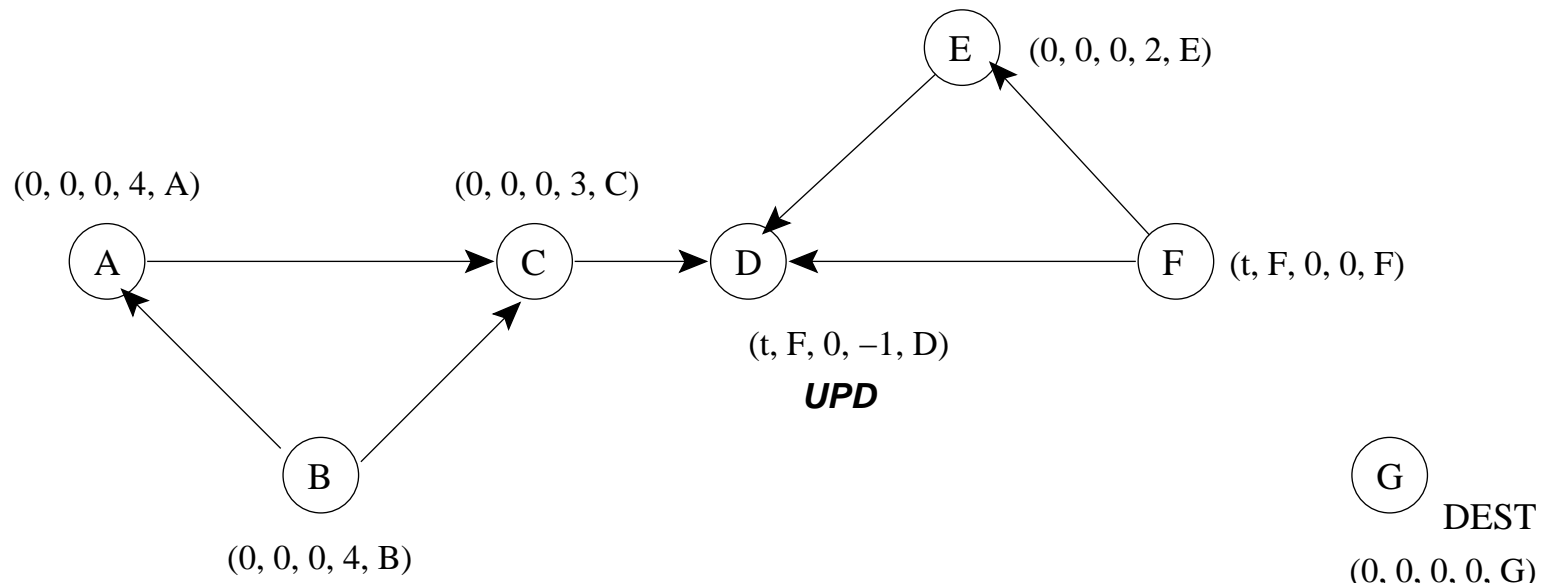 E (0, 0, 0, 2, E)
(0, 0, 0, 4, A) (0, 0, 0, 3, C)
A C D F (t, F, 0, 0, F)
(t, F, 0, –1, D)
UPD
B G
DEST
(0, 0, 0, 4, B) (0, 0, 0, 0, G)